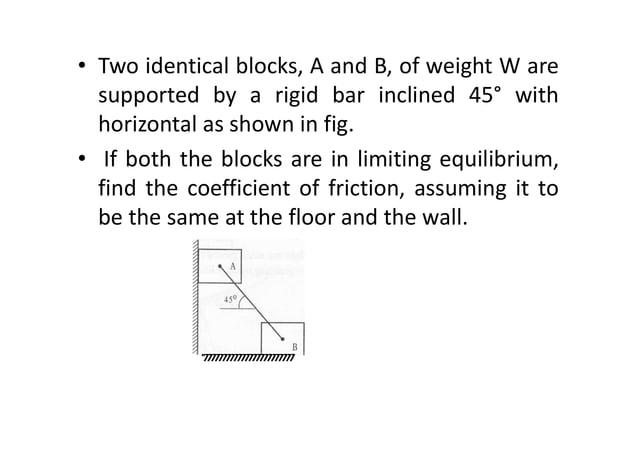 • Two identical blocks, A and B, of weight W are
supported by a rigid bar inclined 45° with
horizontal as shown in fig.
• If both the blocks are in limiting equilibrium,
find the coefficient of friction, assuming it to
be the same at the floor and the wall.
A
45°
B